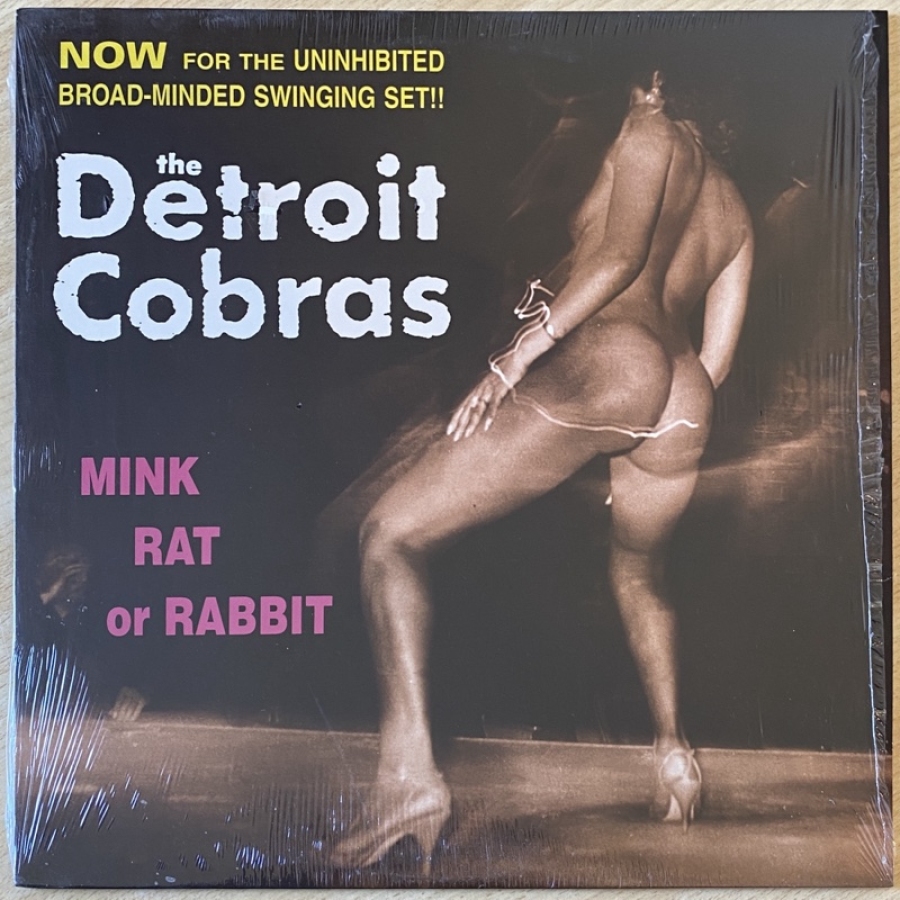 NOW FOR THE UNINHIBITED
BROAD-MINDED SWINGING SET!!
the
Detroit
Cobras
MINK
RAT
or RABBIT